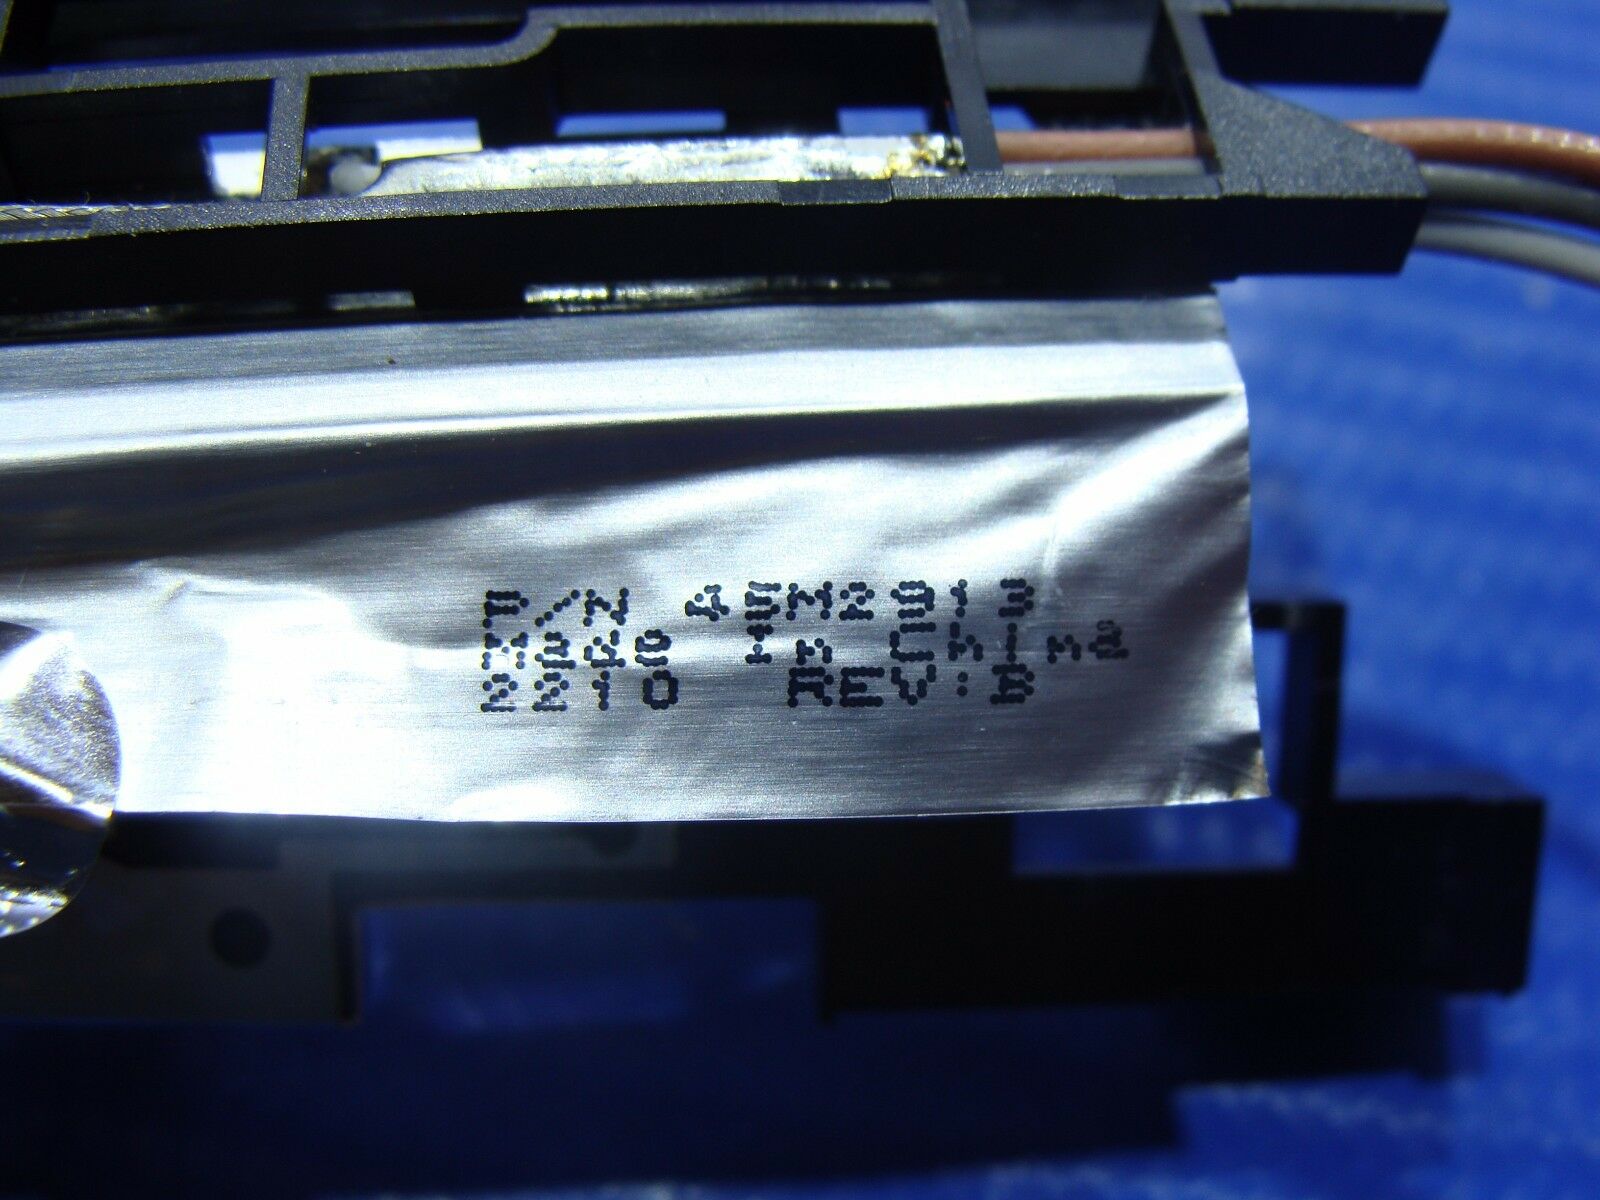 P/N 45M2913
Made In China
2210 REV:B